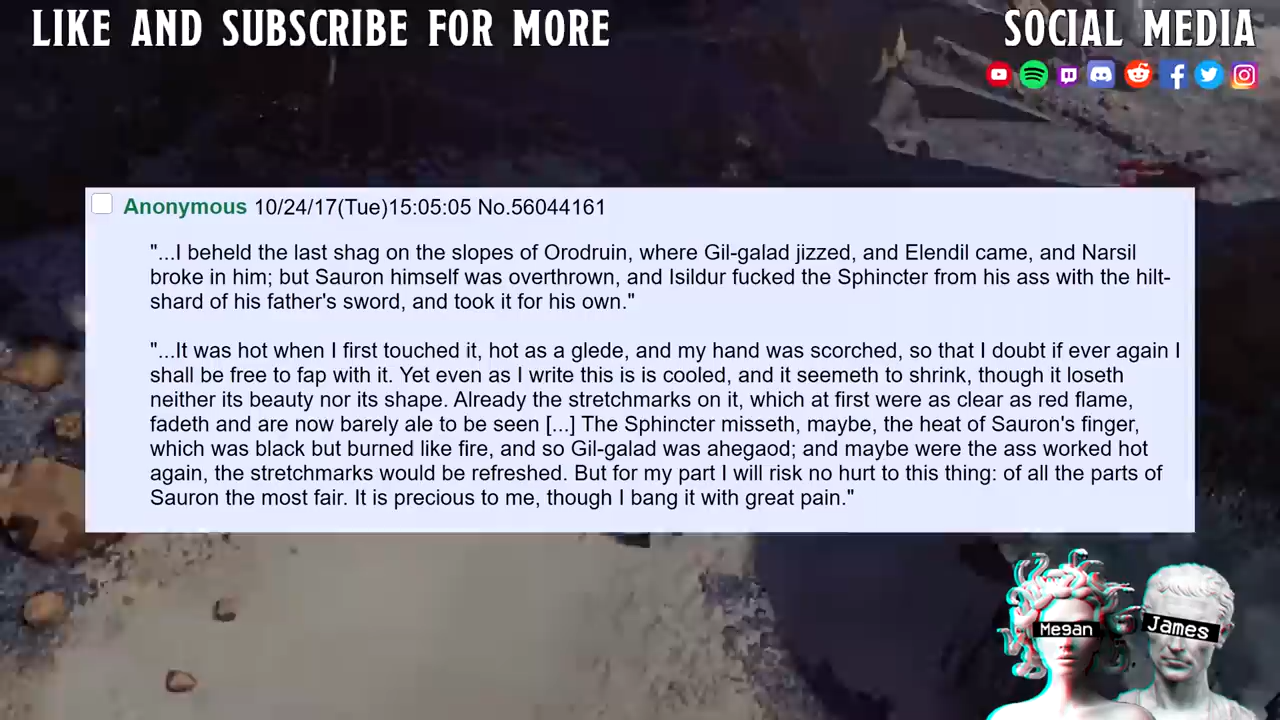 LIKE AND SUBSCRIBE FOR MORE
SOCIAL MEDIA
Anonymous 10/24/17(Tue)15:05:05 No.56044161
"...I beheld the last shag on the slopes of Orodruin, where Gil-galad jizzed, and Elendil came, and Narsil
broke in him; but Sauron himself was overthrown, and Isildur fucked the Sphincter from his ass with the hilt-
shard of his father's sword, and took it for his own."
"...It was hot when I first touched it, hot as a glede, and my hand was scorched, so that I doubt if ever again I
shall be free to fap with it. Yet even as I write this is is cooled, and it seemeth to shrink, though it loseth
neither its beauty nor its shape. Already the stretchmarks on it, which at first were as clear as red flame,
fadeth and are now barely ale to be seen [...] The Sphincter misseth, maybe, the heat of Sauron's finger,
which was black but burned like fire, and so Gil-galad was ahegaod; and maybe were the ass worked hot
again, the stretchmarks would be refreshed. But for my part I will risk no hurt to this thing: of all the parts of
Sauron the most fair. It is precious to me, though I bang it with great pain."
Megan
James